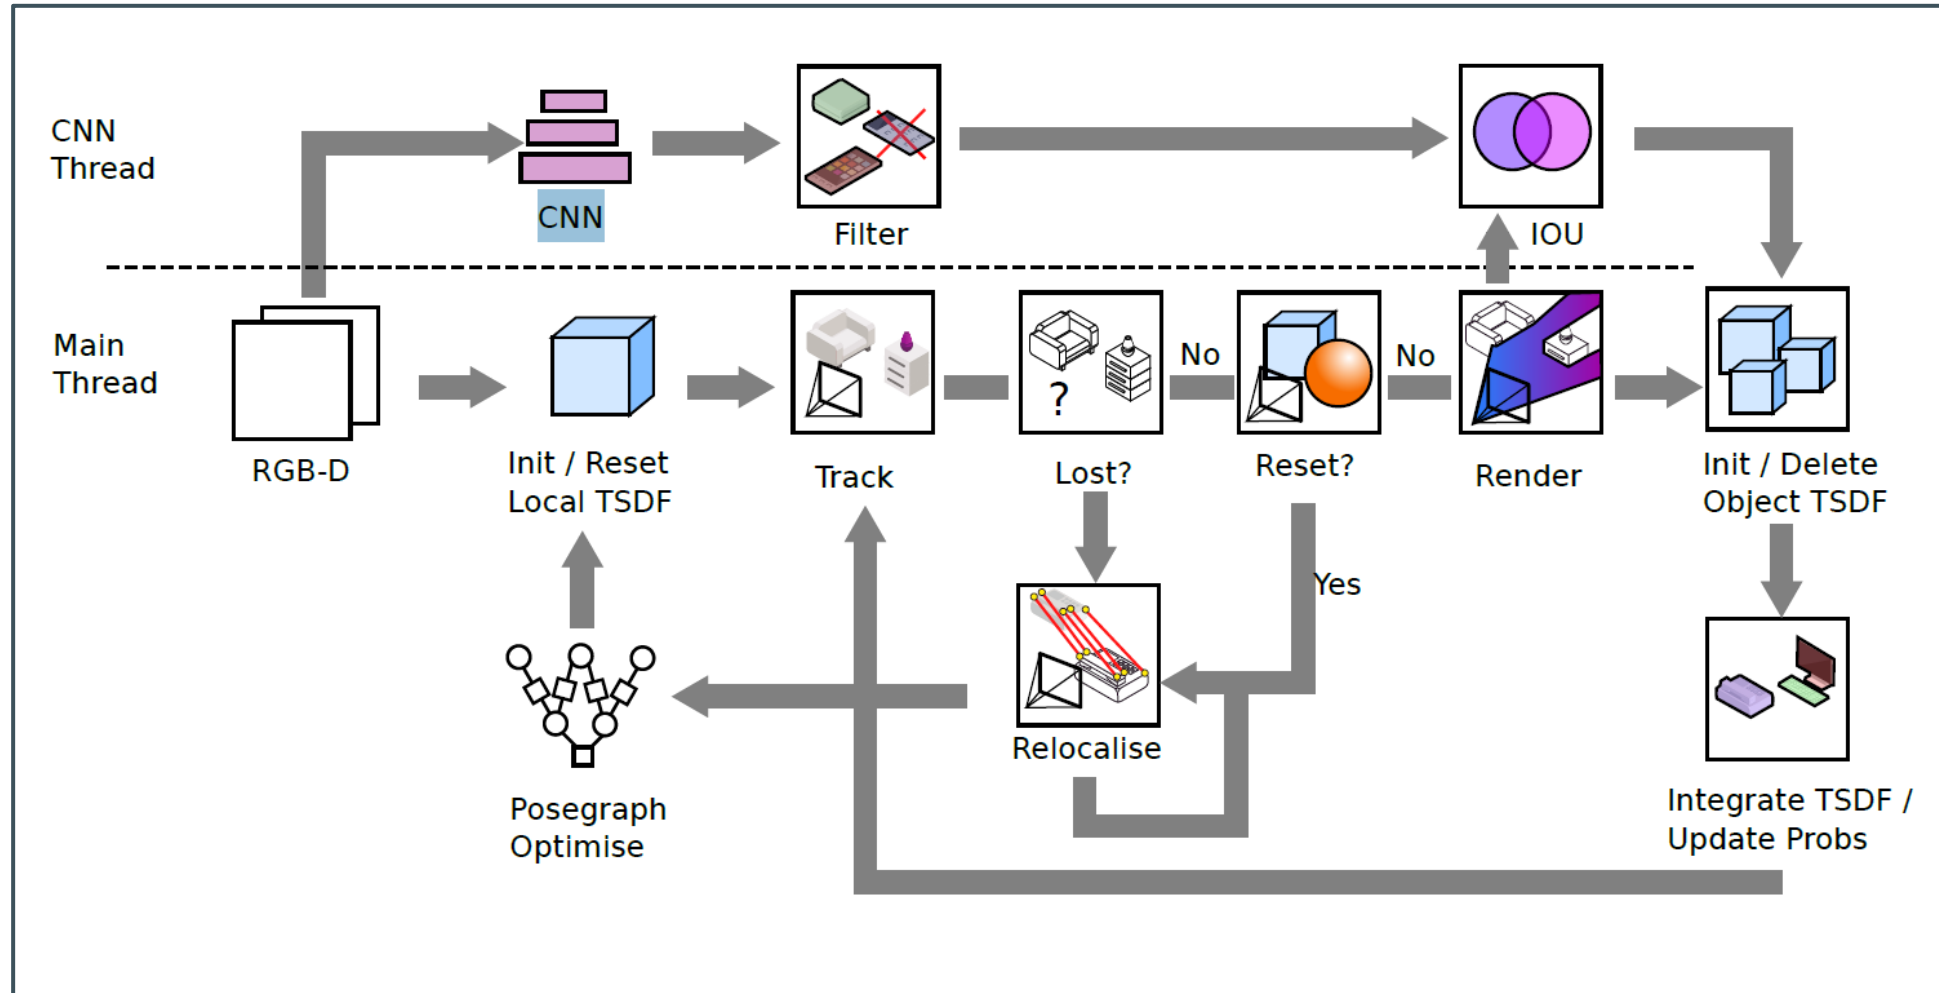 CNN
Thread
CNN
Filter
IOU
Main
Thread
RGB-D
Init / Reset
Local TSDF
Track
?
Lost?
No
Reset?
No
Render
Init / Delete
Object TSDF
Yes
Relocalise
Posegraph
Optimise
Integrate TSDF /
Update Probs